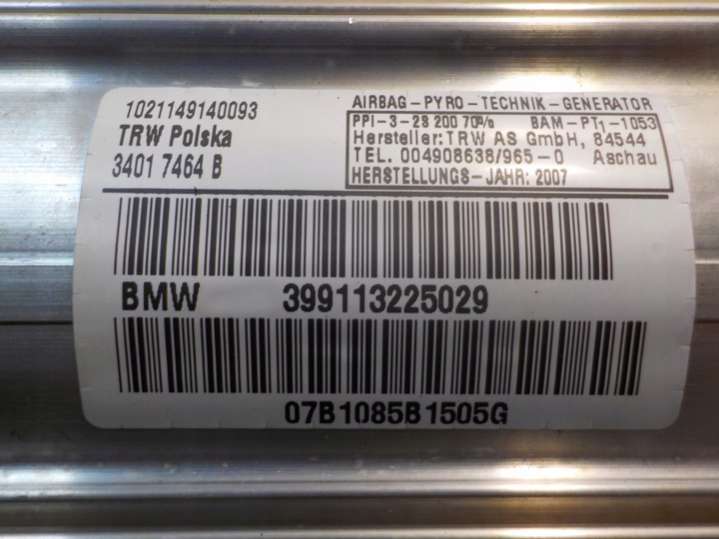 1021149140093
TRW Polska
3401 7464 B
AIRBAG-PYRO-TECHNIK-GENERATOR
PPI-3-28 200 70% BAM-PT1-1053
Hersteller: TRW AS GmbH, 84544
TEL. 004908638/965-0 Aschau
HERSTELLUNGS-JAHR: 2007
BMW 399113225029
07B1085B1505G